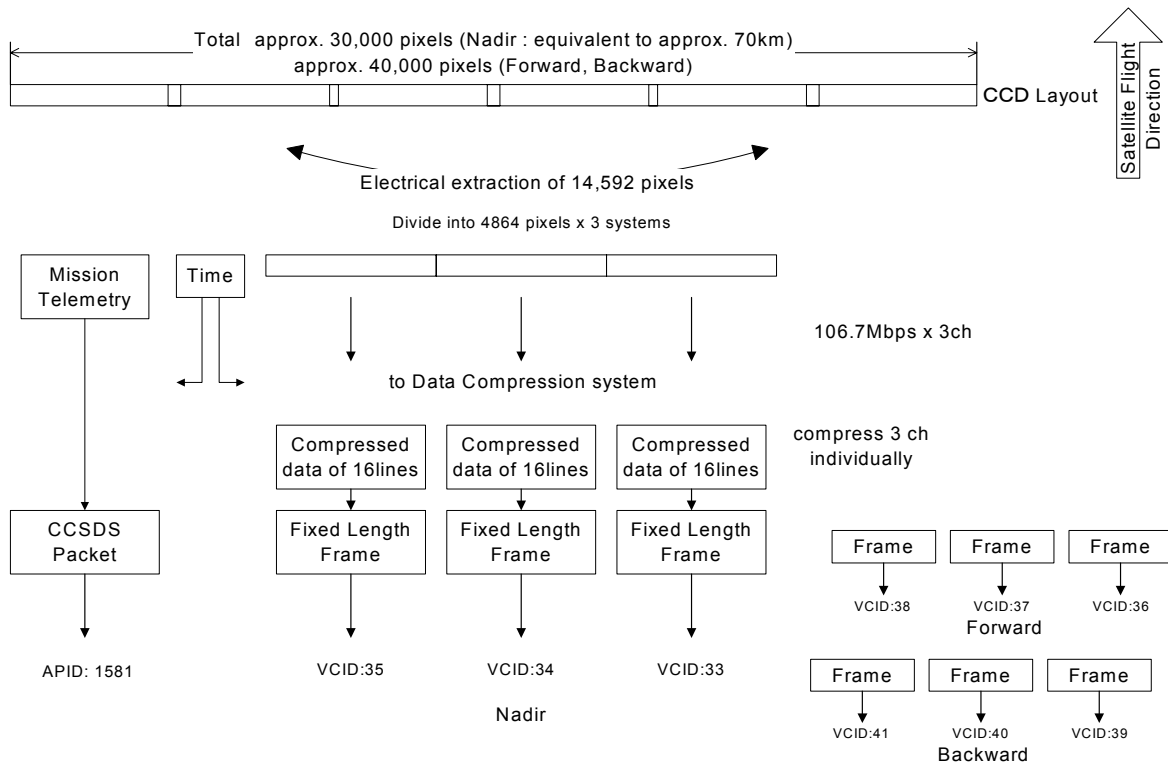 Total approx. 30,000 pixels (Nadir : equivalent to approx. 70km)
approx. 40,000 pixels (Forward, Backward)
CCD Layout
Satellite Flight
Direction
Electrical extraction of 14,592 pixels
Divide into 4864 pixels x 3 systems
Mission
Telemetry
Time
106.7Mbps x 3ch
to Data Compression system
compress 3 ch
individually
Compressed
data of 16lines
Compressed
data of 16lines
Compressed
data of 16lines
CCSDS
Packet
Fixed Length
Frame
Fixed Length
Frame
Fixed Length
Frame
Frame
Frame
Frame
VCID:38
VCID:37
VCID:36
Forward
APID: 1581
VCID:35
VCID:34
VCID:33
Nadir
Frame
Frame
Frame
VCID:41
VCID:40
VCID:39
Backward